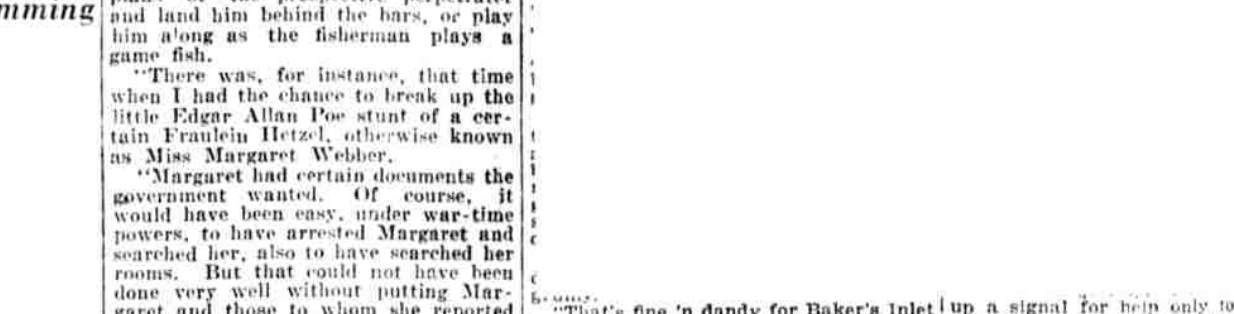 mming
and land him behind the bars, or play
him along as the fisherman plays a
game fish.
"There was, for instance, that time
when I had the chance to break up the
little Edgar Allan Poe stunt of a cer-
tain Fraulein Hetzel, otherwise known
as Miss Margaret Webber.
"Margaret had certain documents the
government wanted. Of course, it
would have been easy, under war-time
powers, to have arrested Margaret and
searched her, also to have searched her
rooms. But that could not have been
done very well without putting Mar-
garet and those to whom she reported
"That's fine 'n dandy for Baker's Inlet
up a signal for help only to